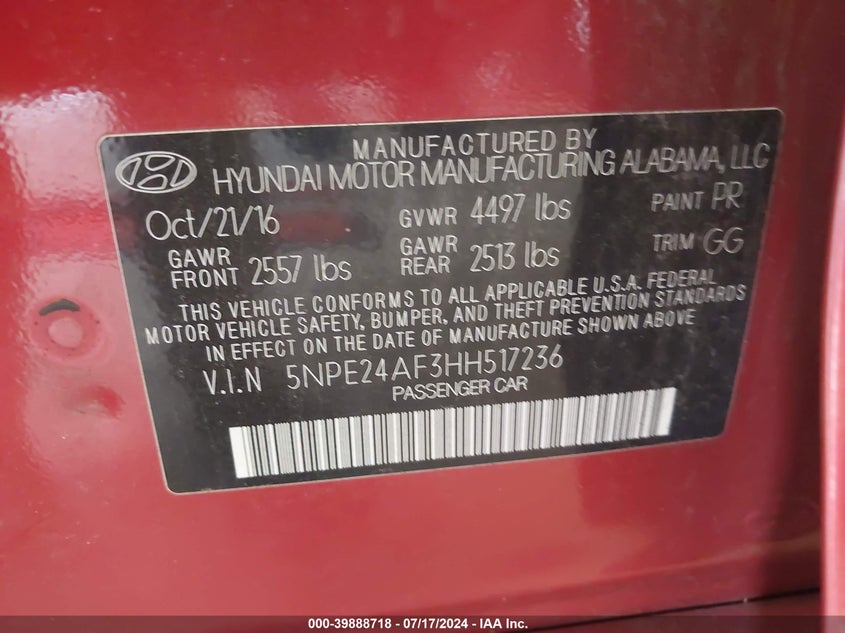 MANUFACTURED BY
HYUNDAI MOTOR MANUFACTURING ALABAMA, LLC
Oct/21/16 GVWR 4497 lbs PAINT PR
GAWR FRONT 2557 lbs GAWR REAR 2513 lbs TRIM GG
THIS VEHICLE CONFORMS TO ALL APPLICABLE U.S.A. FEDERAL
MOTOR VEHICLE SAFETY, BUMPER, AND THEFT PREVENTION STANDARDS
IN EFFECT ON THE DATE OF MANUFACTURE SHOWN ABOVE
V.I.N 5NPE24AF3HH517236
PASSENGER CAR
000-39888718 - 07/17/2024 - IAA Inc.